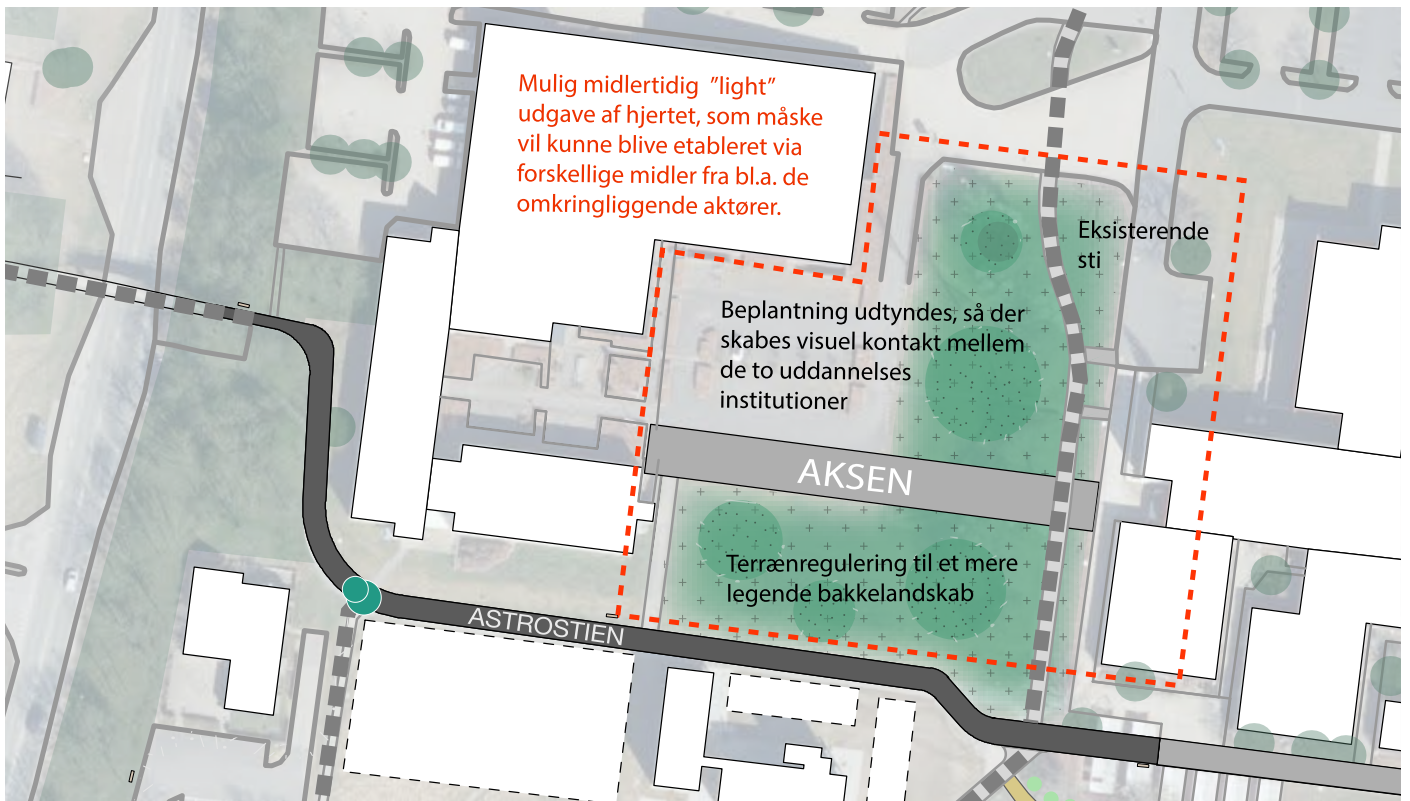 Mulig midlertidig ”light”
udgave af hjertet, som måske
vil kunne blive etableret via
forskellige midler fra bl.a. de
omkringliggende aktører.
Eksisterende
sti
Beplantning udtyndes, så der
skabes visuel kontakt mellem
de to uddannelses
institutioner
AKSEN
Terrænregulering til et mere
legende bakkelandskab
ASTROSTIEN